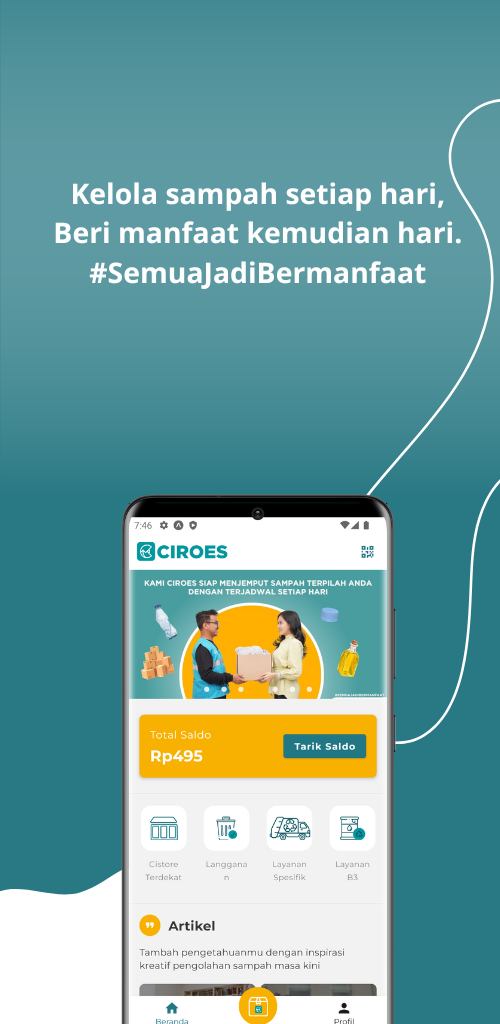 Kelola sampah setiap hari,
Beri manfaat kemudian hari.
#SemuaJadiBermanfaat
7:46
CIROES
KAMI CIROES SIAP MENJEMPUT SAMPAH TERPILAH ANDA
DENGAN TERJADWAL SETIAP HARI
#SEMUAJADIBERMANFAAT
Total Saldo
Rp495
Tarik Saldo
Cistore
Terdekat
Langgana
n
Layanan
Spesifik
Layanan
B3
Artikel
Tambah pengetahuanmu dengan inspirasi
kreatif pengolahan sampah masa kini
Beranda
Profil